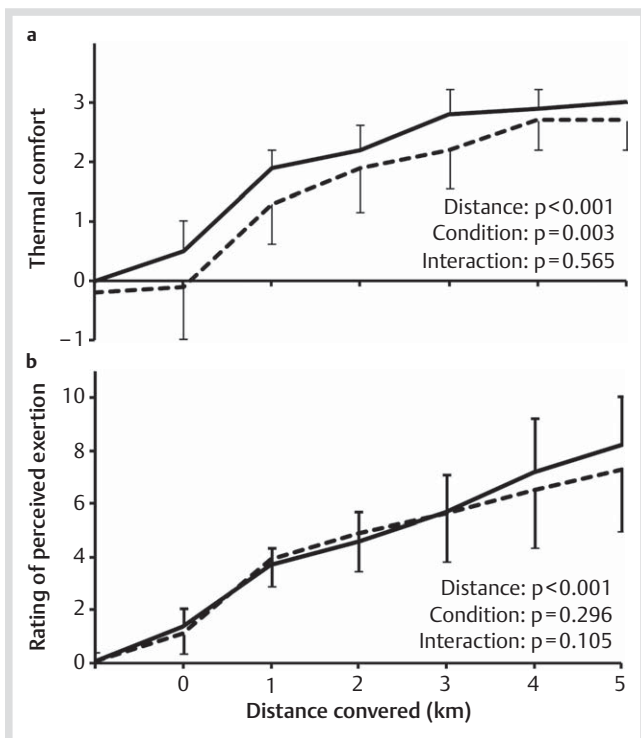 a
3
2
1
0
−1
Thermal comfort
Distance: p<0.001
Condition: p=0.003
Interaction: p=0.565
b
10
8
6
4
2
0
Rating of perceived exertion
Distance: p<0.001
Condition: p=0.296
Interaction: p=0.105
0 1 2 3 4 5
Distance convered (km)